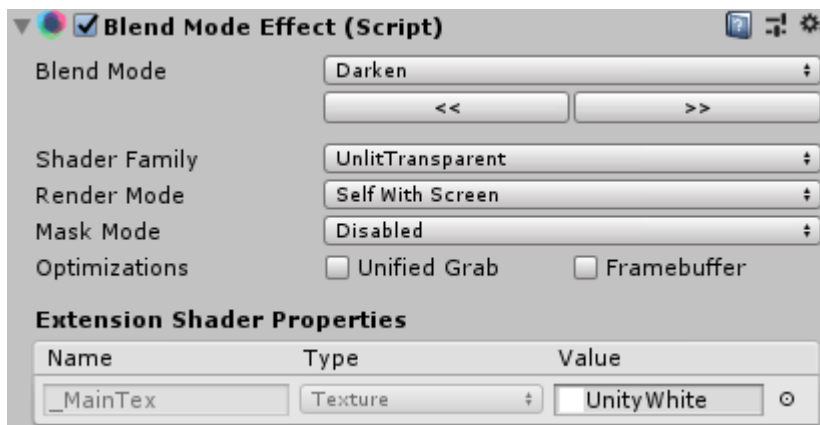 Blend Mode Effect (Script)
Blend Mode Darken
<< >>
Shader Family UnlitTransparent
Render Mode Self With Screen
Mask Mode Disabled
Optimizations Unified Grab Framebuffer
Extension Shader Properties
Name Type Value
_MainTex Texture UnityWhite